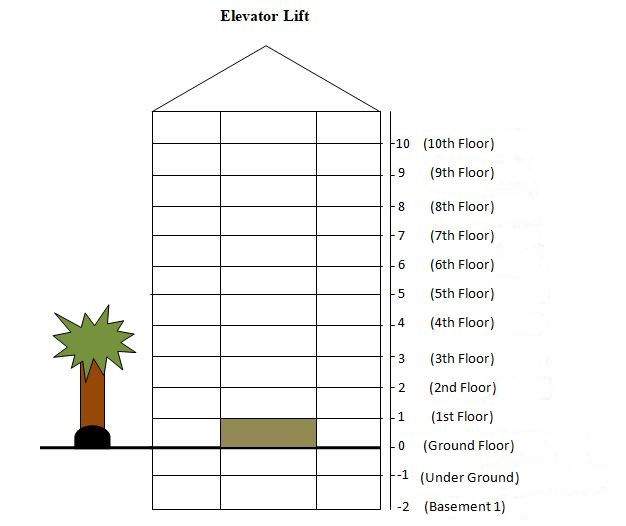 Elevator Lift
10 (10th Floor)
9 (9th Floor)
8 (8th Floor)
7 (7th Floor)
6 (6th Floor)
5 (5th Floor)
4 (4th Floor)
3 (3th Floor)
2 (2nd Floor)
1 (1st Floor)
0 (Ground Floor)
-1 (Under Ground)
-2 (Basement 1)